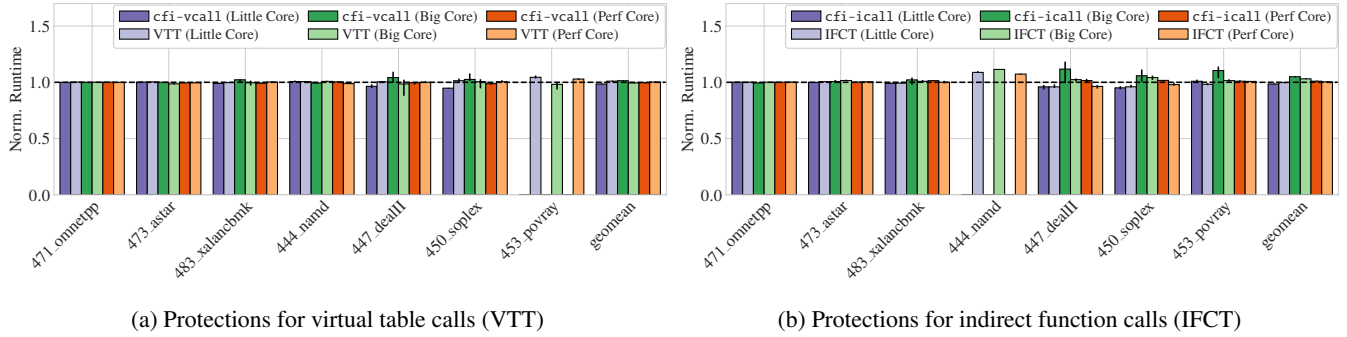 cfi-vcall (Little Core) cfi-vcall (Big Core) cfi-vcall (Perf Core)
VTT (Little Core) VTT (Big Core) VTT (Perf Core)
Norm. Runtime
1.5
1.0
0.5
0.0
471_omnetpp
473_astar
483_xalancbmk
444_namd
447_dealII
450_soplex
453_povray
geomean
(a) Protections for virtual table calls (VTT)
cfi-icall (Little Core) cfi-icall (Big Core) cfi-icall (Perf Core)
IFCT (Little Core) IFCT (Big Core) IFCT (Perf Core)
Norm. Runtime
1.5
1.0
0.5
0.0
471_omnetpp
473_astar
483_xalancbmk
444_namd
447_dealII
450_soplex
453_povray
geomean
(b) Protections for indirect function calls (IFCT)